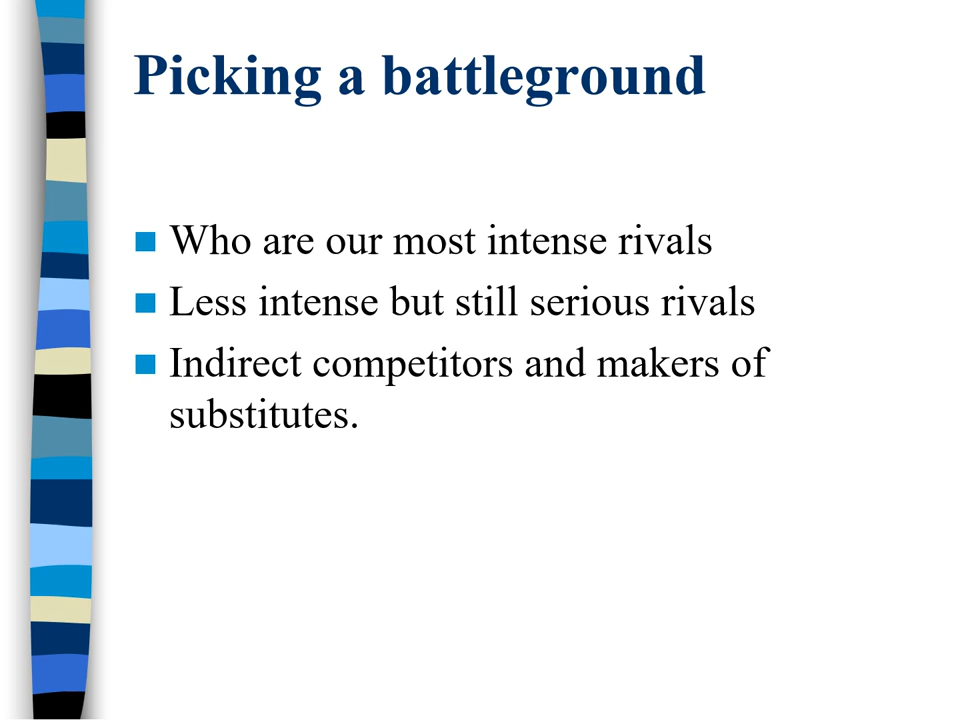 Picking a battleground
Who are our most intense rivals
Less intense but still serious rivals
Indirect competitors and makers of
substitutes.